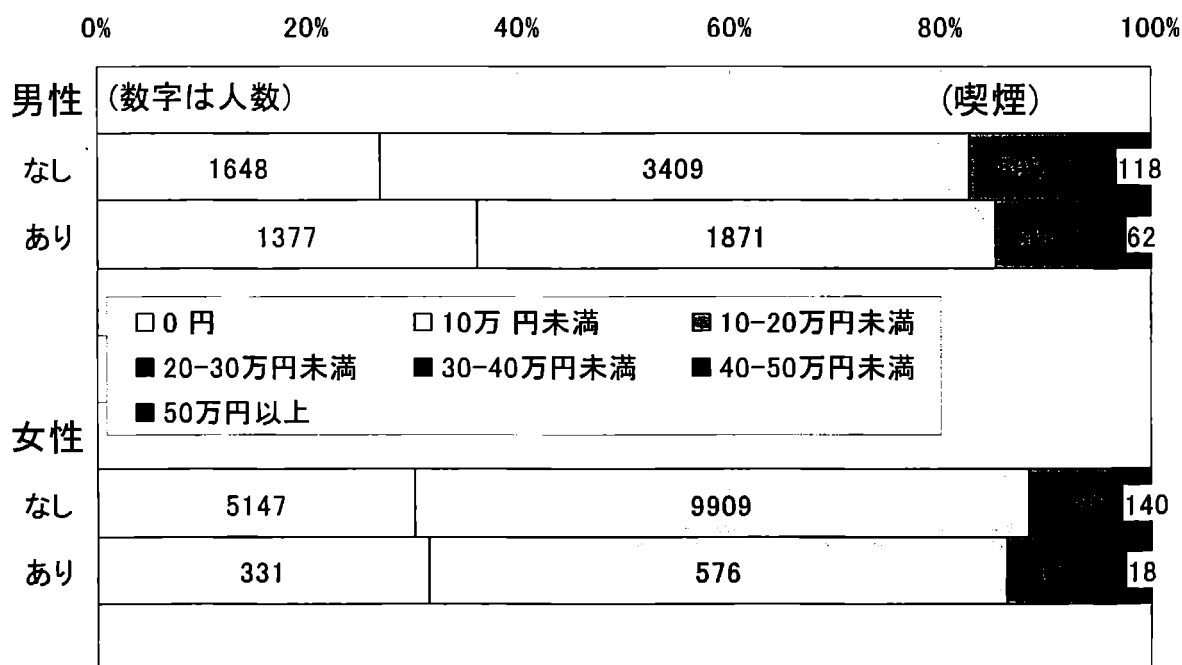 0% 20% 40% 60% 80% 100%
男性 (数字は人数) (喫煙)
なし 1648 3409 118
あり 1377 1871 62
□0 円 □10万 円未満 ▩10-20万円未満
■20-30万円未満 ■30-40万円未満 ■40-50万円未満
■50万円以上
女性
なし 5147 9909 140
あり 331 576 18